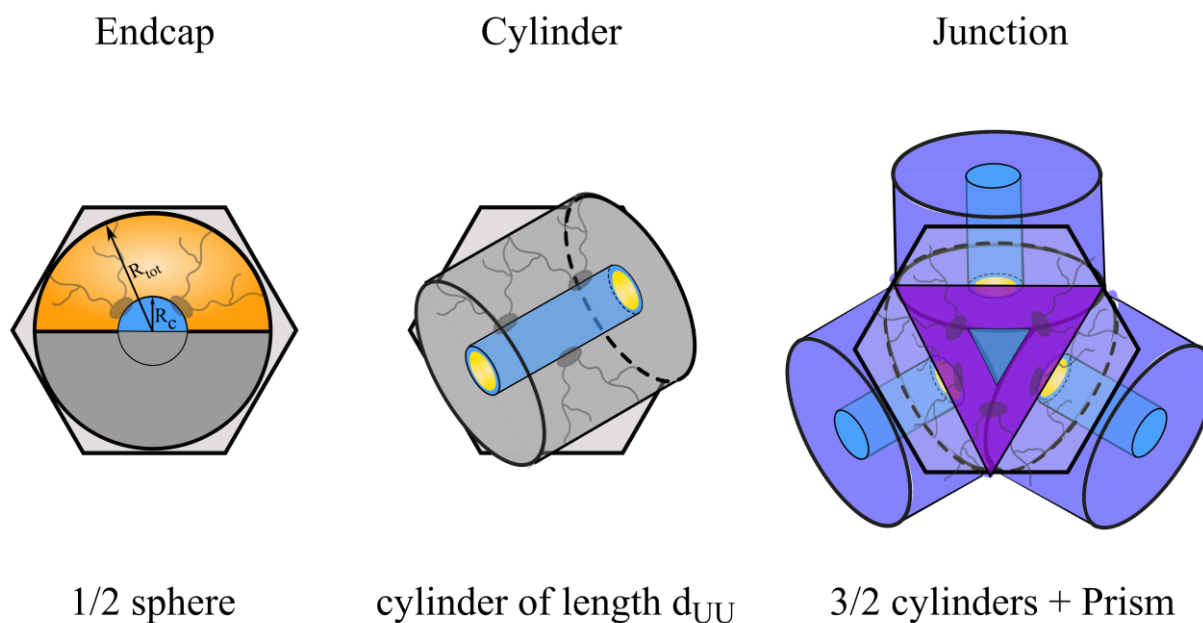 Endcap
Cylinder
Junction
R_tot
R_c
1/2 sphere
cylinder of length d_UU
3/2 cylinders + Prism